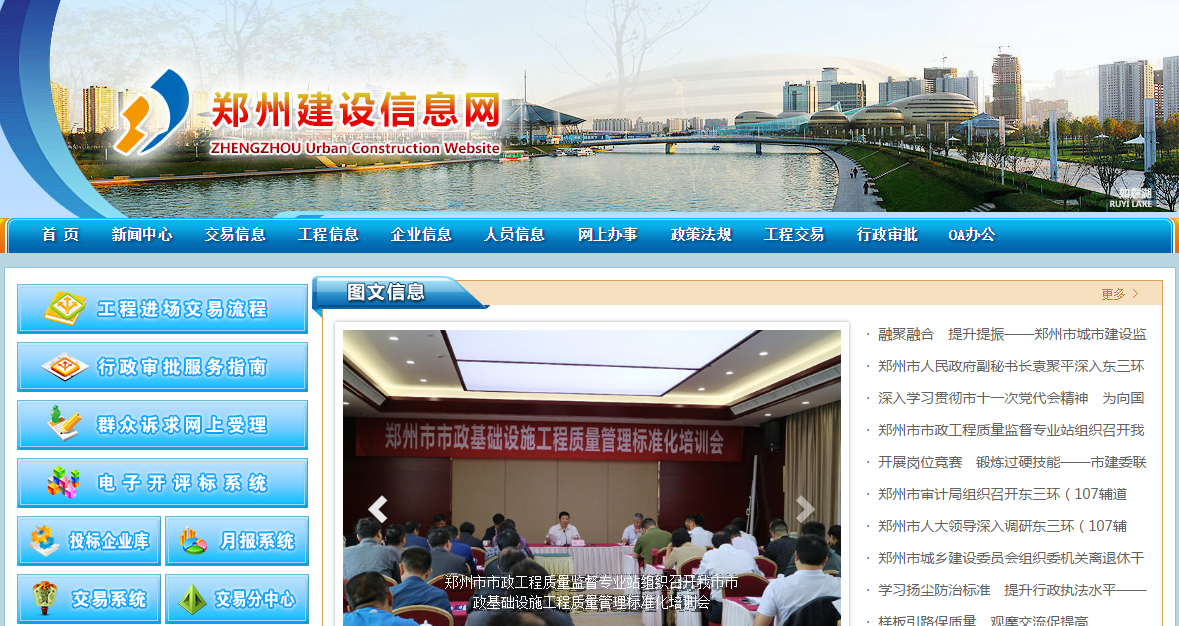 郑州建设信息网
ZHENGZHOU Urban Construction Website
如意湖
RUYI LAKE
首 页 新闻中心 交易信息 工程信息 企业信息 人员信息 网上办事 政策法规 工程交易 行政审批 OA办公
工程进场交易流程
行政审批服务指南
群众诉求网上受理
电子开评标系统
投标企业库 月报系统
交易系统 交易分中心
图文信息
更多 >
郑州市市政基础设施工程质量管理标准化培训会
郑州市市政工程质量监督专业站组织召开我市市
政基础设施工程质量管理标准化培训会
· 融聚融合　提升提振——郑州市城市建设监
· 郑州市人民政府副秘书长袁聚平深入东三环
· 深入学习贯彻市十一次党代会精神　为向国
· 郑州市市政工程质量监督专业站组织召开我
· 开展岗位竞赛　锻炼过硬技能——市建委联
· 郑州市审计局组织召开东三环（107辅道
· 郑州市人大领导深入调研东三环（107辅
· 郑州市城乡建设委员会组织委机关离退休干
· 学习扬尘防治标准　提升行政执法水平——
· 样板引路保质量　观摩交流促提高